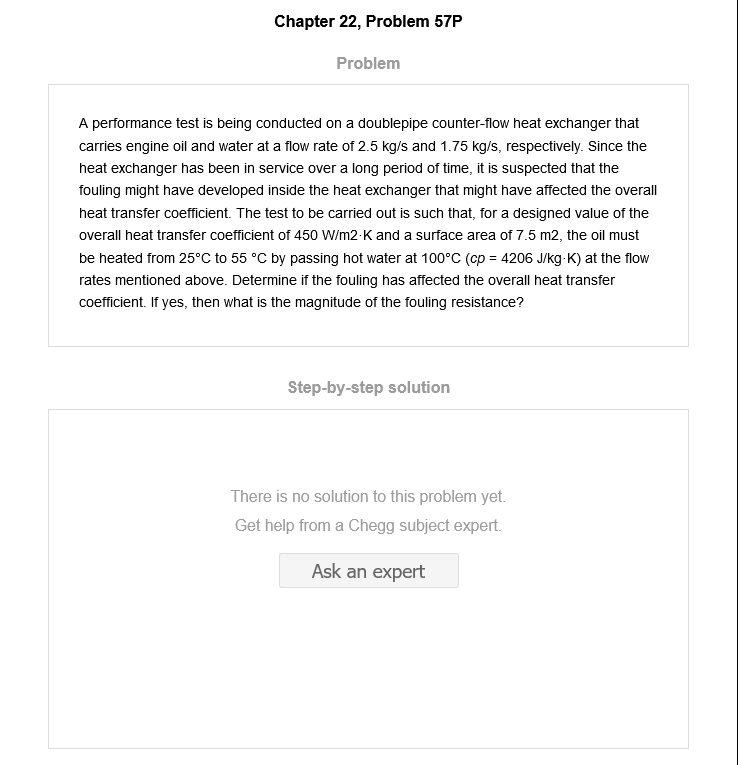 Chapter 22, Problem 57P
Problem
A performance test is being conducted on a doublepipe counter-flow heat exchanger that
carries engine oil and water at a flow rate of 2.5 kg/s and 1.75 kg/s, respectively. Since the
heat exchanger has been in service over a long period of time, it is suspected that the
fouling might have developed inside the heat exchanger that might have affected the overall
heat transfer coefficient. The test to be carried out is such that, for a designed value of the
overall heat transfer coefficient of 450 W/m2·K and a surface area of 7.5 m2, the oil must
be heated from 25°C to 55 °C by passing hot water at 100°C (cp = 4206 J/kg·K) at the flow
rates mentioned above. Determine if the fouling has affected the overall heat transfer
coefficient. If yes, then what is the magnitude of the fouling resistance?
Step-by-step solution
There is no solution to this problem yet.
Get help from a Chegg subject expert.
Ask an expert